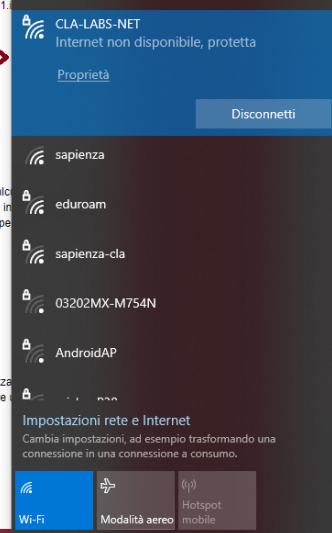 CLA-LABS-NET
Internet non disponibile, protetta
Proprietà
Disconnetti
sapienza
eduroam
sapienza-cla
03202MX-M754N
AndroidAP
Impostazioni rete e Internet
Cambia impostazioni, ad esempio trasformando una
connessione in una connessione a consumo.
Wi-Fi
Modalità aereo
Hotspot
mobile